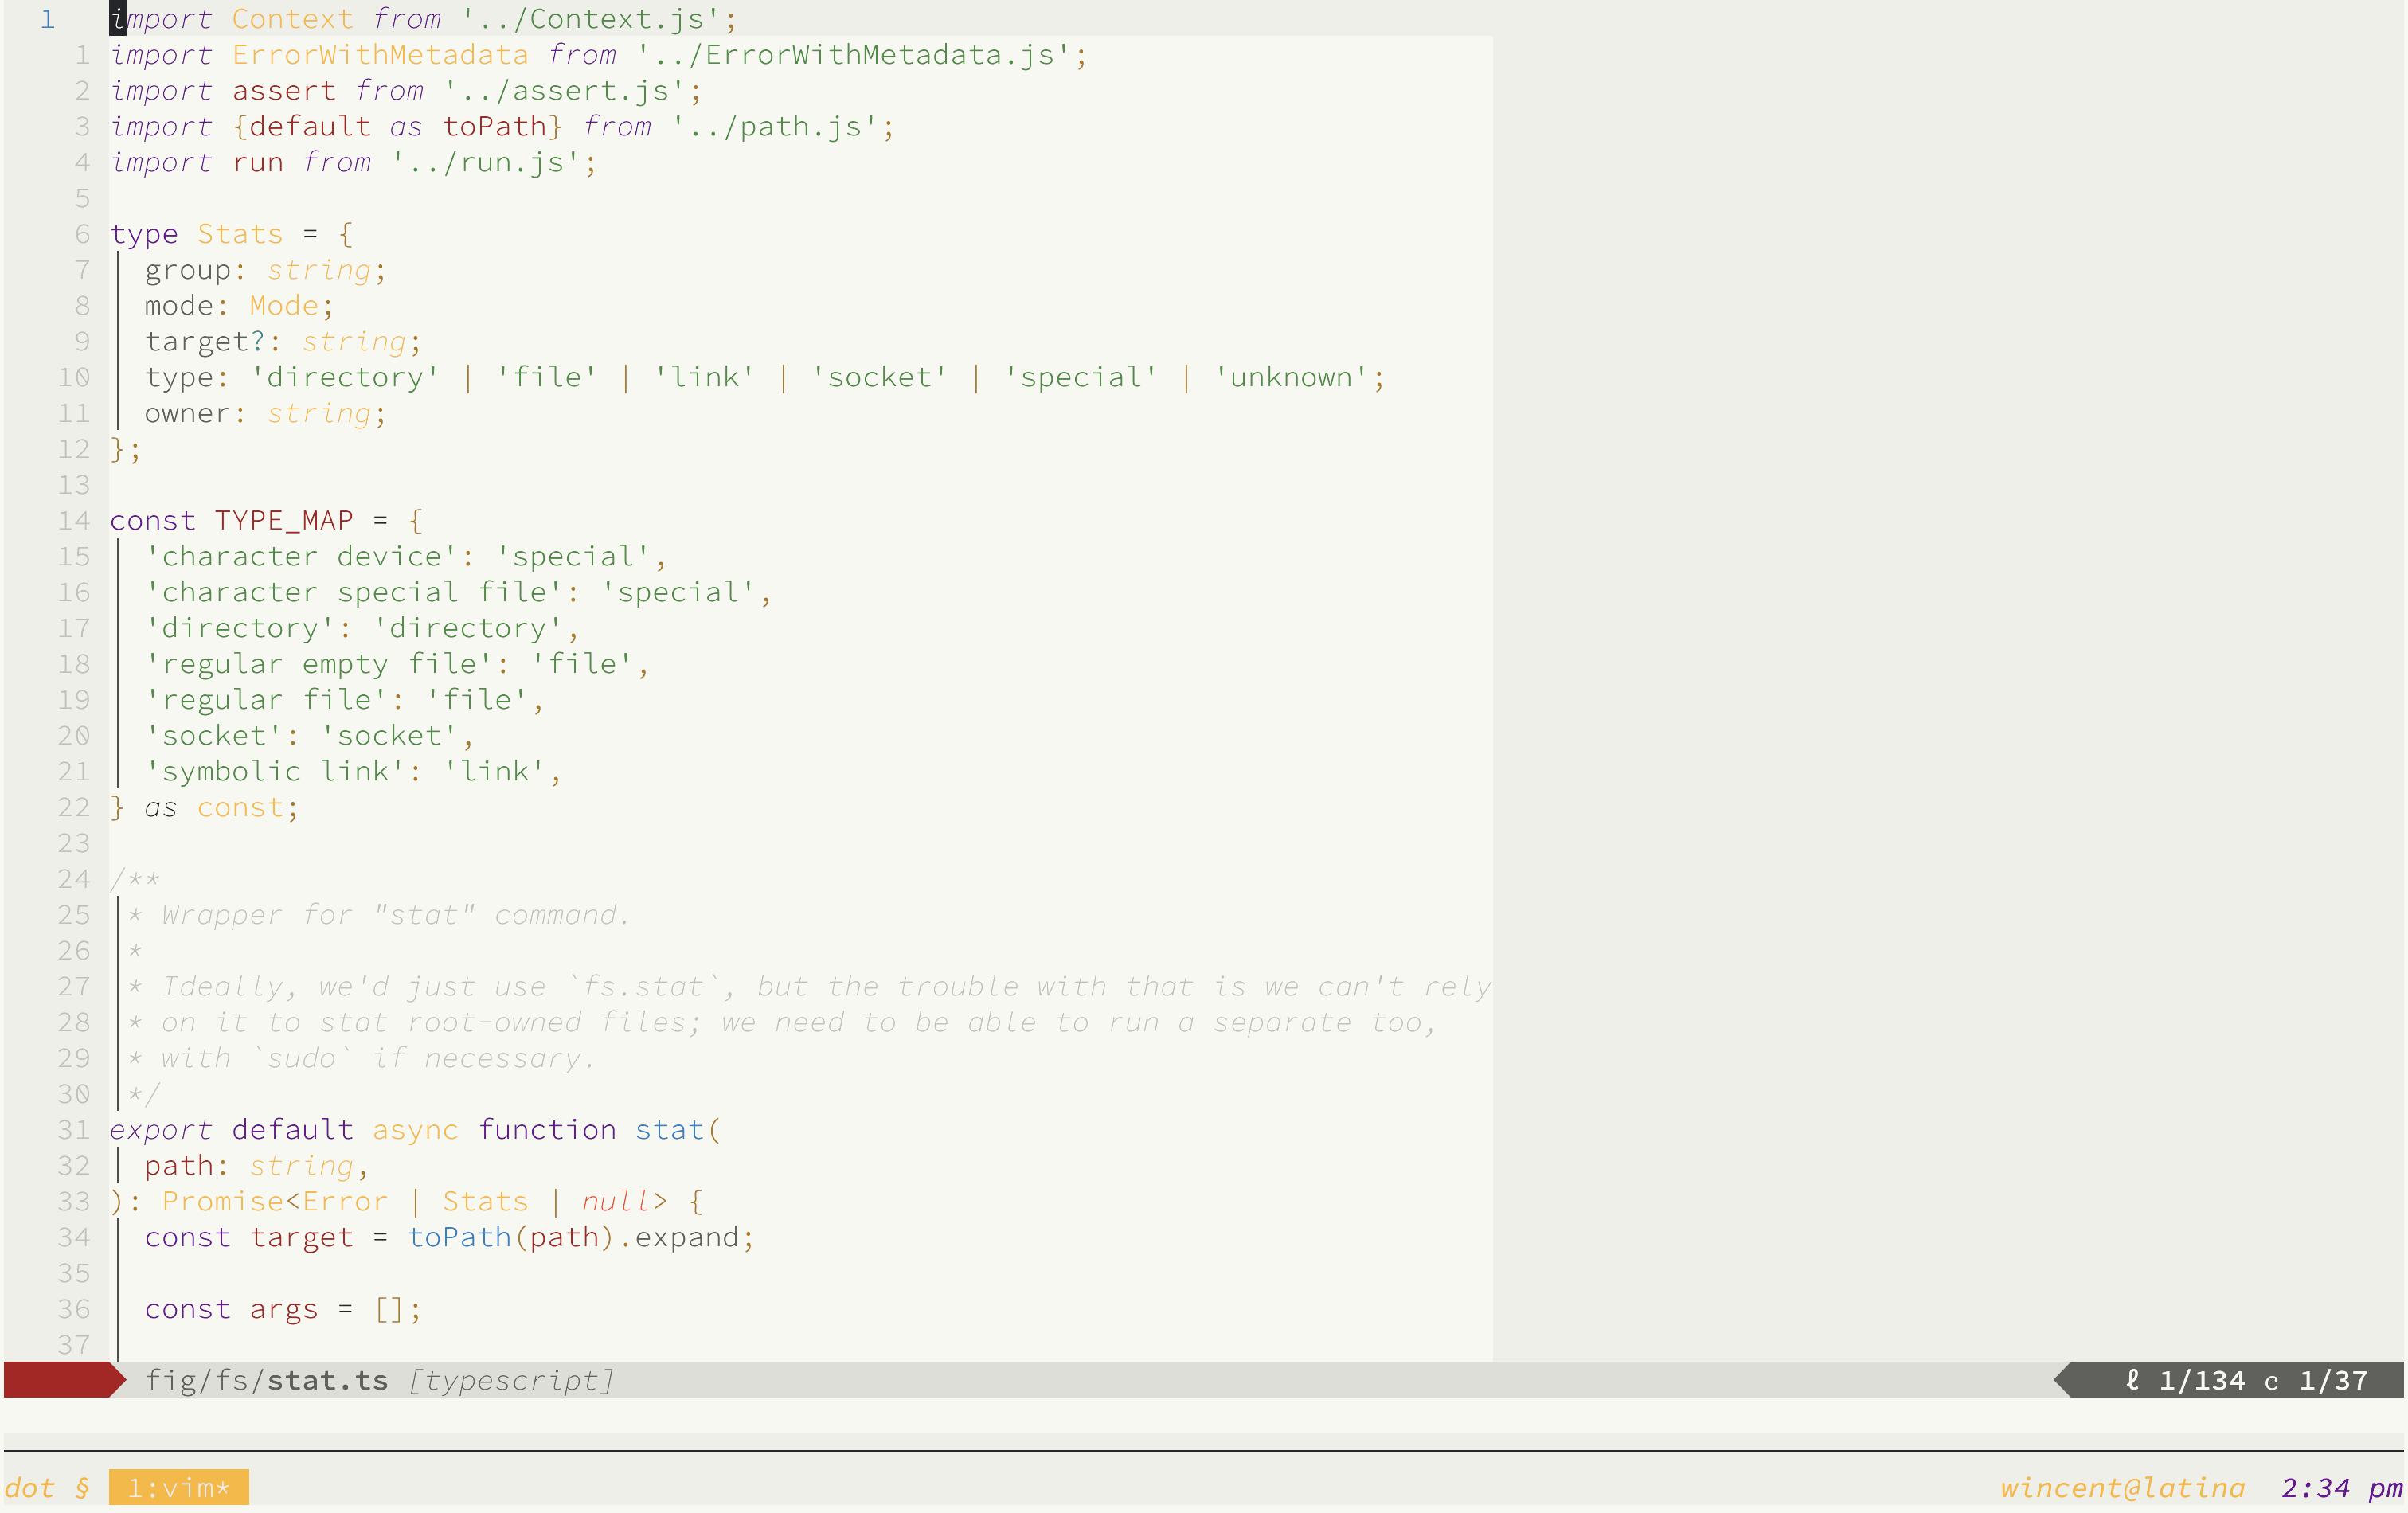 1 import Context from '../Context.js';
1 import ErrorWithMetadata from '../ErrorWithMetadata.js';
2 import assert from '../assert.js';
3 import {default as toPath} from '../path.js';
4 import run from '../run.js';
5
6 type Stats = {
7   group: string;
8   mode: Mode;
9   target?: string;
10   type: 'directory' | 'file' | 'link' | 'socket' | 'special' | 'unknown';
11   owner: string;
12 };
13
14 const TYPE_MAP = {
15   'character device': 'special',
16   'character special file': 'special',
17   'directory': 'directory',
18   'regular empty file': 'file',
19   'regular file': 'file',
20   'socket': 'socket',
21   'symbolic link': 'link',
22 } as const;
23
24 /**
25  * Wrapper for "stat" command.
26  *
27  * Ideally, we'd just use `fs.stat`, but the trouble with that is we can't rely
28  * on it to stat root-owned files; we need to be able to run a separate too,
29  * with `sudo` if necessary.
30  */
31 export default async function stat(
32   path: string,
33 ): Promise<Error | Stats | null> {
34   const target = toPath(path).expand;
35
36   const args = [];
37
fig/fs/stat.ts [typescript] ℓ 1/134 c 1/37
dot § 1:vim* wincent@latina 2:34 pm